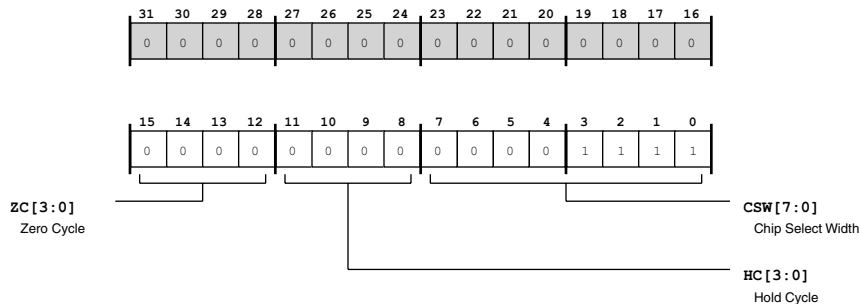 31 30 29 28 27 26 25 24 23 22 21 20 19 18 17 16
0 0 0 0 0 0 0 0 0 0 0 0 0 0 0 0
15 14 13 12 11 10 9 8 7 6 5 4 3 2 1 0
0 0 0 0 0 0 0 0 0 0 0 0 1 1 1 1
ZC[3:0] CSW[7:0]
Zero Cycle Chip Select Width
HC[3:0]
Hold Cycle